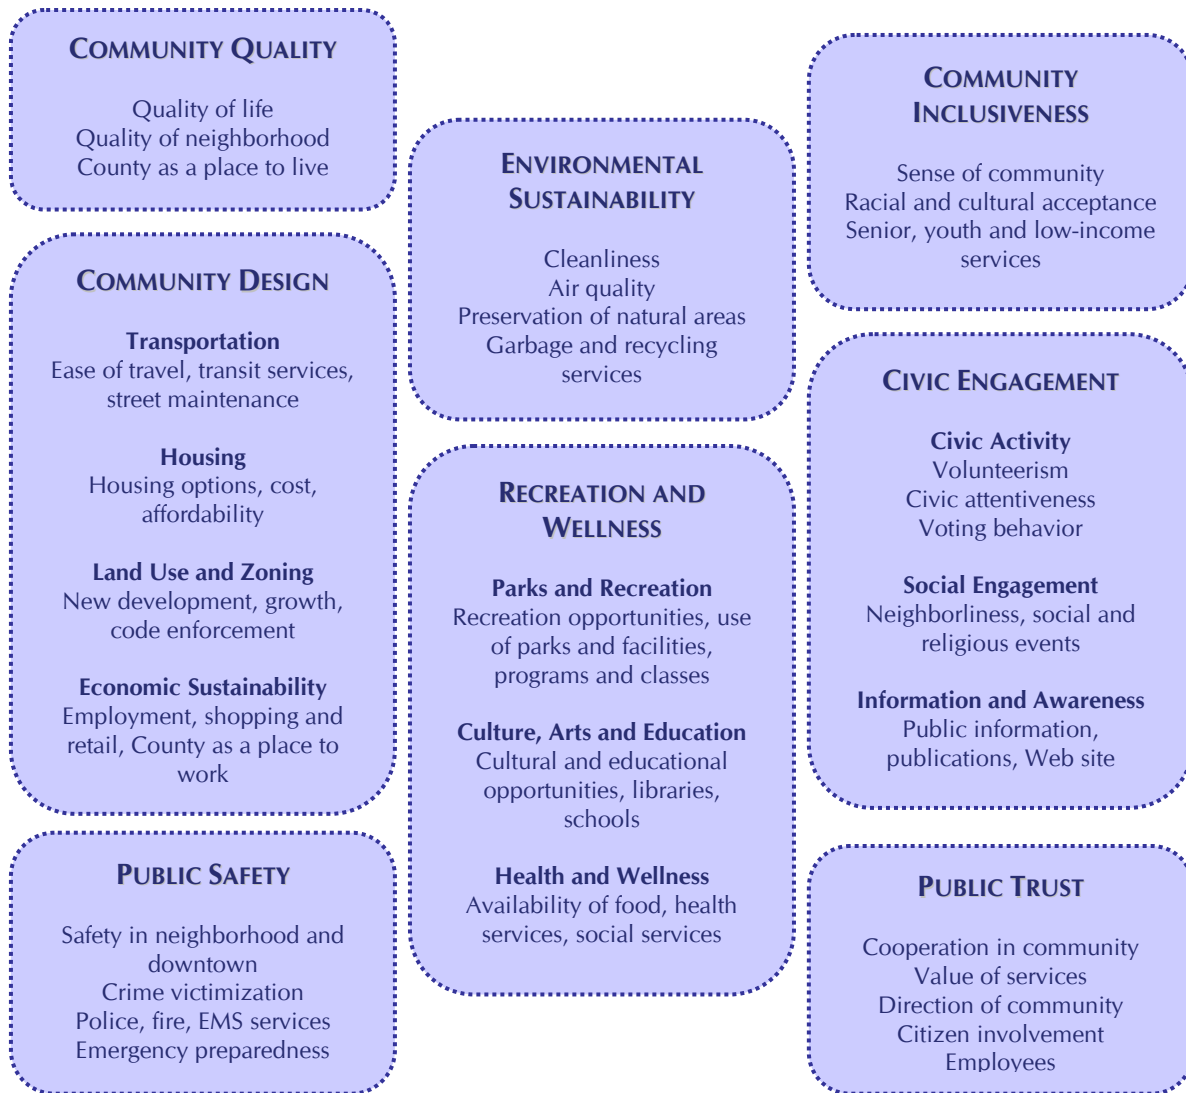 COMMUNITY QUALITY
Quality of life
Quality of neighborhood
County as a place to live
COMMUNITY DESIGN
Transportation
Ease of travel, transit services,
street maintenance
Housing
Housing options, cost,
affordability
Land Use and Zoning
New development, growth,
code enforcement
Economic Sustainability
Employment, shopping and
retail, County as a place to
work
PUBLIC SAFETY
Safety in neighborhood and
downtown
Crime victimization
Police, fire, EMS services
Emergency preparedness
ENVIRONMENTAL
SUSTAINABILITY
Cleanliness
Air quality
Preservation of natural areas
Garbage and recycling
services
RECREATION AND
WELLNESS
Parks and Recreation
Recreation opportunities, use
of parks and facilities,
programs and classes
Culture, Arts and Education
Cultural and educational
opportunities, libraries,
schools
Health and Wellness
Availability of food, health
services, social services
COMMUNITY
INCLUSIVENESS
Sense of community
Racial and cultural acceptance
Senior, youth and low-income
services
CIVIC ENGAGEMENT
Civic Activity
Volunteerism
Civic attentiveness
Voting behavior
Social Engagement
Neighborliness, social and
religious events
Information and Awareness
Public information,
publications, Web site
PUBLIC TRUST
Cooperation in community
Value of services
Direction of community
Citizen involvement
Employees